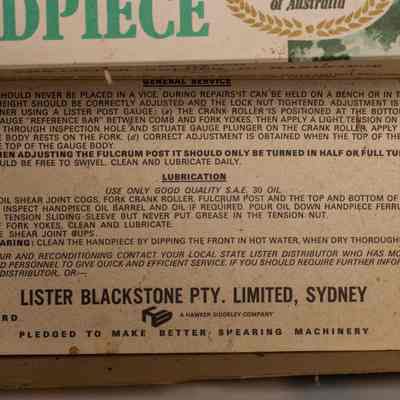 DPIECE
of Australia
GENERAL SERVICE
SHOULD NEVER BE PLACED IN A VICE. DURING REPAIRS IT CAN BE HELD ON A BENCH OR IN T
HEIGHT SHOULD BE CORRECTLY ADJUSTED AND THE LOCK NUT TIGHTENED. ADJUSTMENT IS
NER USING A LISTER POST GAUGE: (a) THE CRANK ROLLER IS POSITIONED AT THE BOTTOM
GAUGE "REFERENCE BAR" BETWEEN COMB AND FORK YOKES, THEN APPLY A LIGHT TENSION ON
THROUGH INSPECTION HOLE AND SITUATE GAUGE PLUNGER ON THE CRANK ROLLER, APPLY
E BODY RESTS ON THE FORK. (d) CORRECT ADJUSTMENT IS OBTAINED WHEN THE TOP OF THE
TOP OF THE GAUGE BODY.
HEN ADJUSTING THE FULCRUM POST IT SHOULD ONLY BE TURNED IN HALF OR FULL TUR
OULD BE FREE TO SWIVEL. CLEAN AND LUBRICATE DAILY.
LUBRICATION
USE ONLY GOOD QUALITY S.A.E. 30 OIL.
OIL SHEAR JOINT COGS, FORK CRANK ROLLER, FULCRUM POST AND THE TOP AND BOTTOM OF
INSPECT HANDPIECE OIL BARREL AND OIL IF REQUIRED. POUR OIL DOWN HANDPIECE FERRU
TENSION SLIDING SLEEVE BUT NEVER PUT GREASE IN THE TENSION NUT.
F FORK YOKES, CLEAN AND LUBRICATE.
E SHEAR JOINT CUPS.
EARING: CLEAN THE HANDPIECE BY DIPPING THE FRONT IN HOT WATER, WHEN DRY THOROUGH
OUR AND RECONDITIONING CONTACT YOUR LOCAL STATE LISTER DISTRIBUTOR WHO HAS MO
D PERSONNEL TO GIVE QUICK AND EFFICIENT SERVICE. IF YOU SHOULD REQUIRE FURTHER INFOR
DISTRIBUTOR, OR:—
LISTER BLACKSTONE PTY. LIMITED, SYDNEY
RD
A HAWKER SIDDELEY COMPANY
PLEDGED TO MAKE BETTER SHEARING MACHINERY